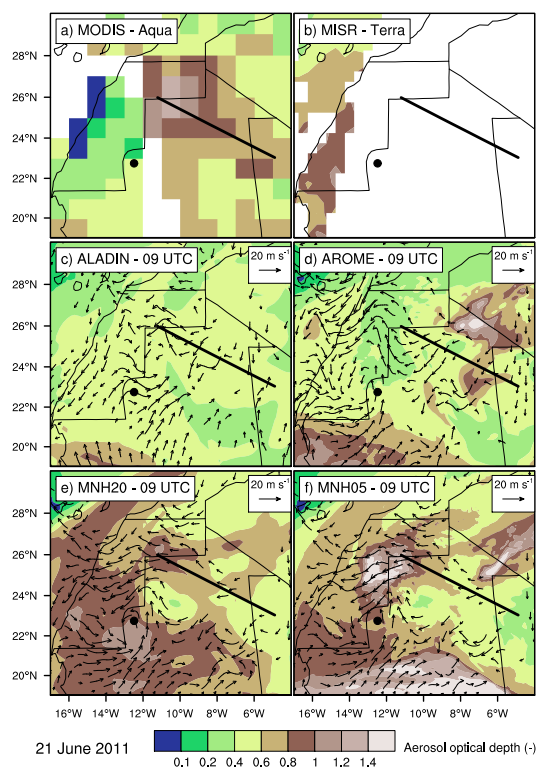 a) MODIS - Aqua
b) MISR - Terra
28°N
26°N
24°N
22°N
20°N
c) ALADIN - 09 UTC
20 m s⁻¹
d) AROME - 09 UTC
20 m s⁻¹
28°N
26°N
24°N
22°N
20°N
e) MNH20 - 09 UTC
20 m s⁻¹
f) MNH05 - 09 UTC
20 m s⁻¹
28°N
26°N
24°N
22°N
20°N
16°W 14°W 12°W 10°W 8°W 6°W
16°W 14°W 12°W 10°W 8°W 6°W
21 June 2011
0.1 0.2 0.4 0.6 0.8 1 1.2 1.4
Aerosol optical depth (-)